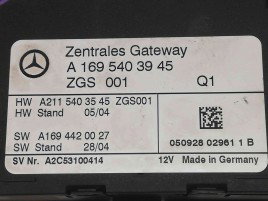 Zentrales Gateway
A 169 540 39 45
ZGS 001 Q1
HW A211 540 35 45 ZGS001
HW Stand 05/04
SW A169 442 00 27
SW Stand 28/04
050928 02961 1 B
SV Nr. A2C53100414 12V Made in Germany